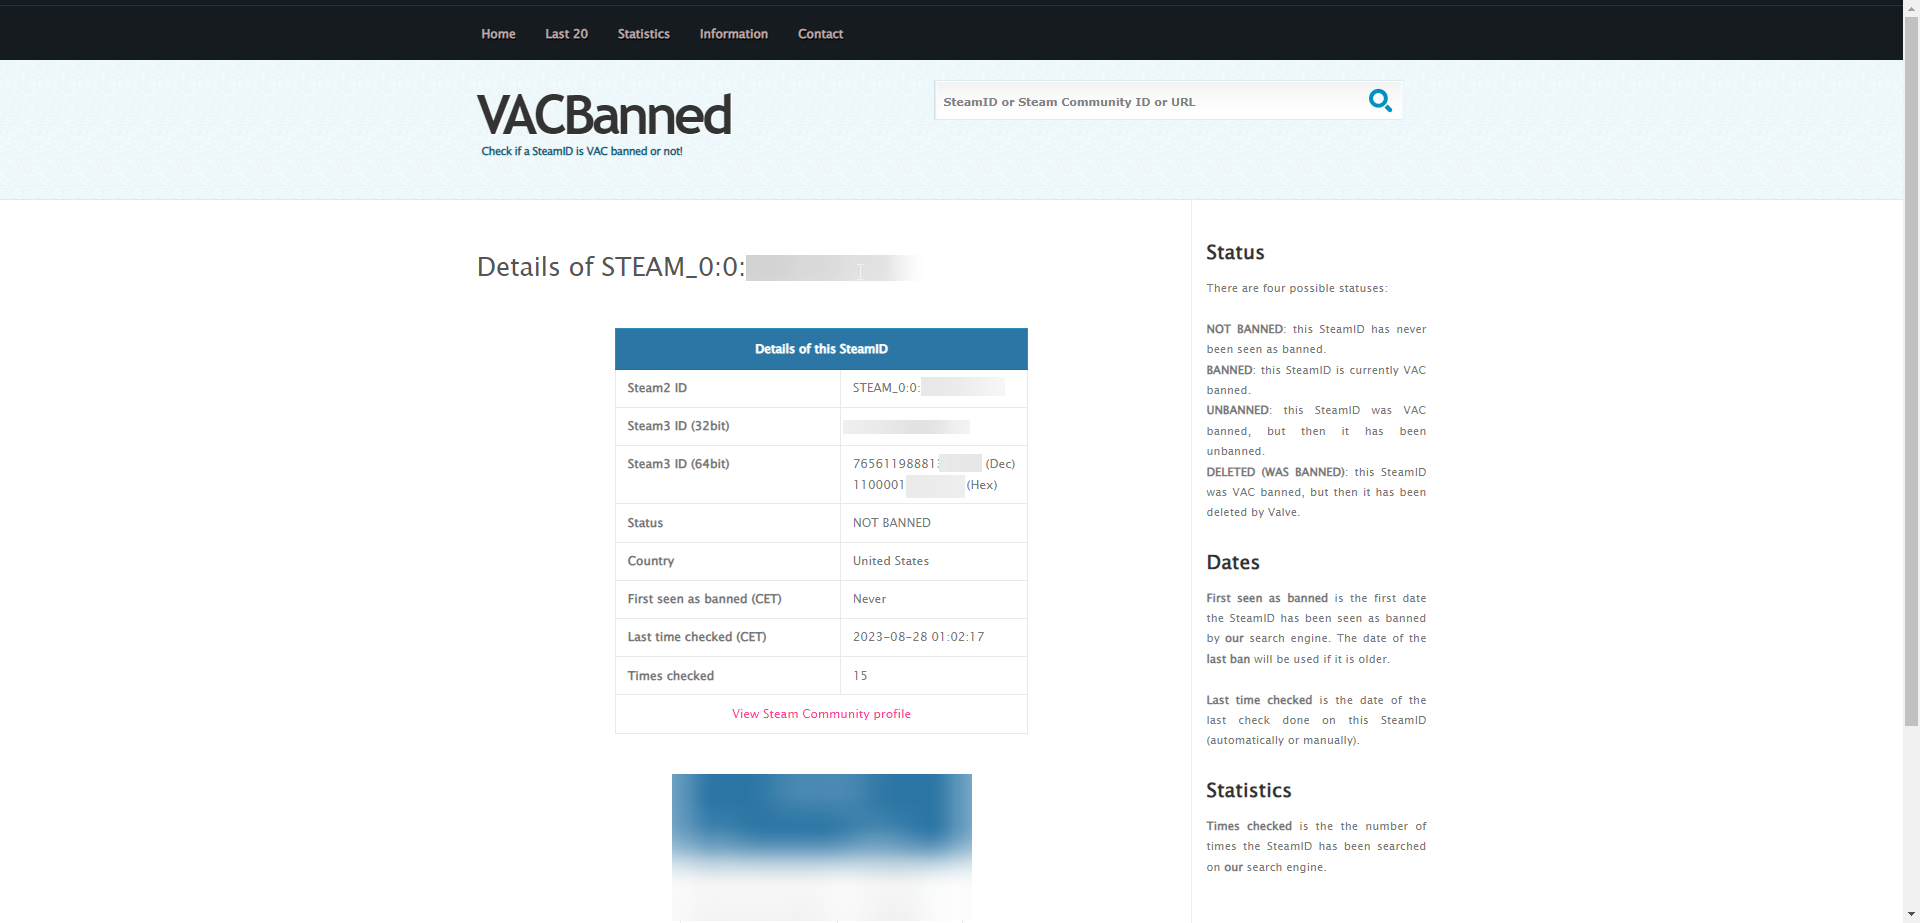 Home Last 20 Statistics Information Contact
VACBanned
Check if a SteamID is VAC banned or not!
SteamID or Steam Community ID or URL
Details of STEAM_0:0:
Details of this SteamID
Steam2 ID STEAM_0:0:
Steam3 ID (32bit)
Steam3 ID (64bit) 7656119888 (Dec)
1100001 (Hex)
Status NOT BANNED
Country United States
First seen as banned (CET) Never
Last time checked (CET) 2023-08-28 01:02:17
Times checked 15
View Steam Community profile
Status
There are four possible statuses:
NOT BANNED: this SteamID has never
been seen as banned.
BANNED: this SteamID is currently VAC
banned.
UNBANNED: this SteamID was VAC
banned, but then it has been
unbanned.
DELETED (WAS BANNED): this SteamID
was VAC banned, but then it has been
deleted by Valve.
Dates
First seen as banned is the first date
the SteamID has been seen as banned
by our search engine. The date of the
last ban will be used if it is older.
Last time checked is the date of the
last check done on this SteamID
(automatically or manually).
Statistics
Times checked is the the number of
times the SteamID has been searched
on our search engine.